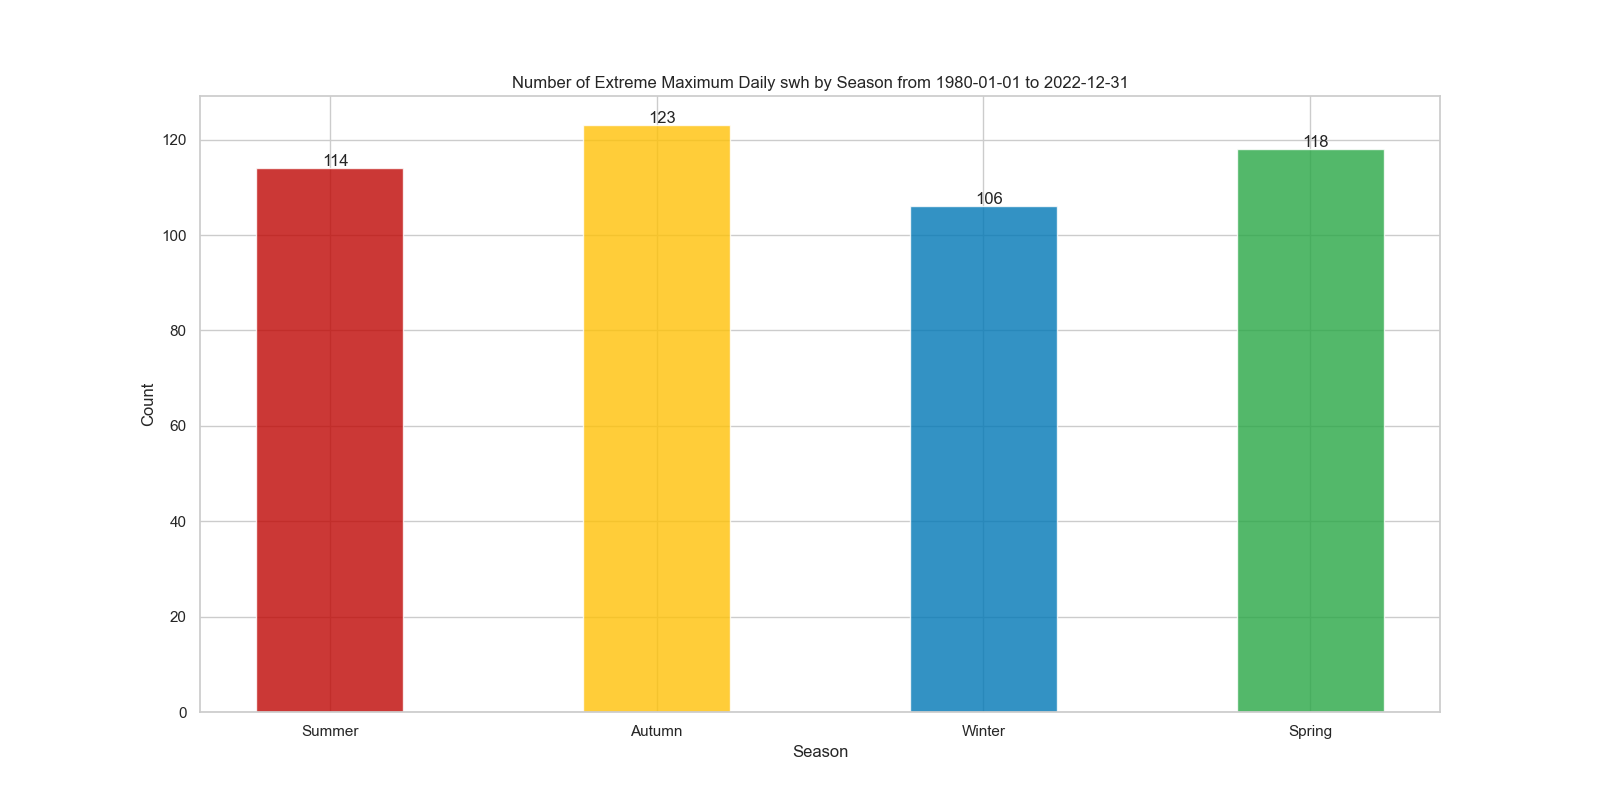 Number of Extreme Maximum Daily swh by Season from 1980-01-01 to 2022-12-31
123
120
118
114
106
100
80
Count
60
40
20
0
Summer
Autumn
Winter
Spring
Season